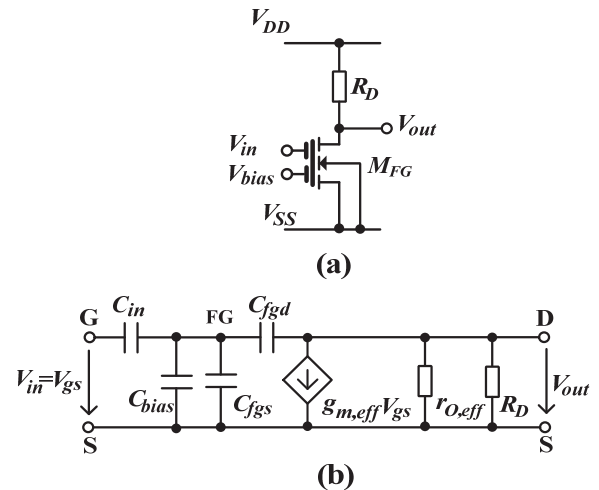 V_DD
R_D
V_out
V_in
V_bias
M_FG
V_SS
(a)
G C_in FG C_fgd D
V_in=V_gs C_bias C_fgs g_m,eff V_gs r_O,eff R_D V_out
S S
(b)